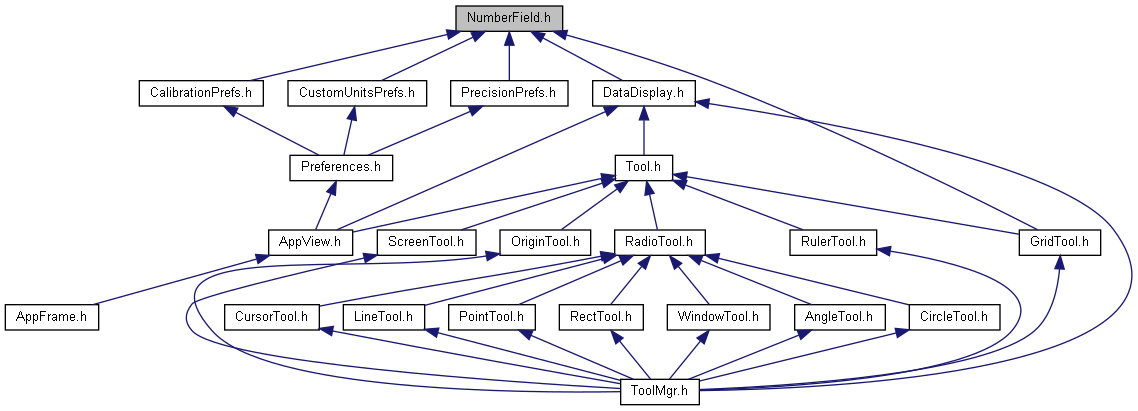 NumberField.h
CalibrationPrefs.h
CustomUnitsPrefs.h
PrecisionPrefs.h
DataDisplay.h
Preferences.h
Tool.h
AppView.h
ScreenTool.h
OriginTool.h
RadioTool.h
RulerTool.h
GridTool.h
AppFrame.h
CursorTool.h
LineTool.h
PointTool.h
RectTool.h
WindowTool.h
AngleTool.h
CircleTool.h
ToolMgr.h